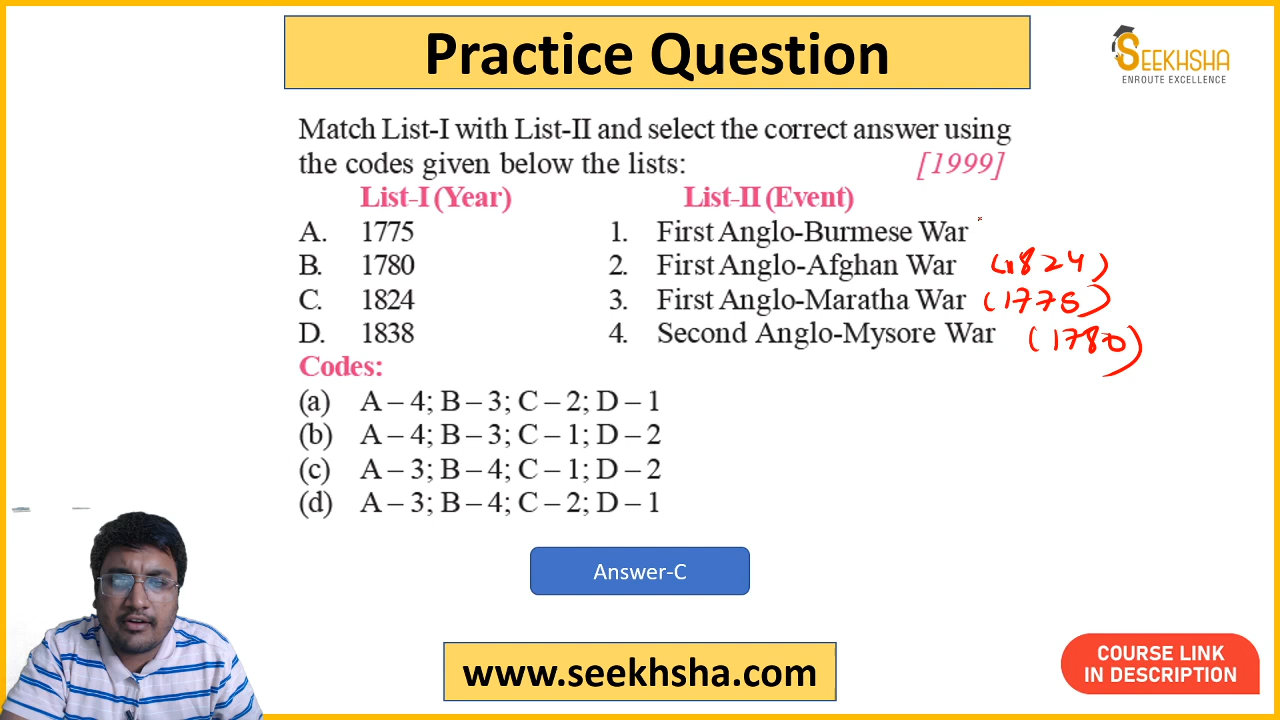 Practice Question
SEEKHSHA
ENROUTE EXCELLENCE
Match List-I with List-II and select the correct answer using
the codes given below the lists: [1999]
List-I (Year) List-II (Event)
A. 1775 1. First Anglo-Burmese War
B. 1780 2. First Anglo-Afghan War (1824)
C. 1824 3. First Anglo-Maratha War (1775)
D. 1838 4. Second Anglo-Mysore War (1780)
Codes:
(a) A – 4; B – 3; C – 2; D – 1
(b) A – 4; B – 3; C – 1; D – 2
(c) A – 3; B – 4; C – 1; D – 2
(d) A – 3; B – 4; C – 2; D – 1
Answer-C
www.seekhsha.com
COURSE LINK
IN DESCRIPTION